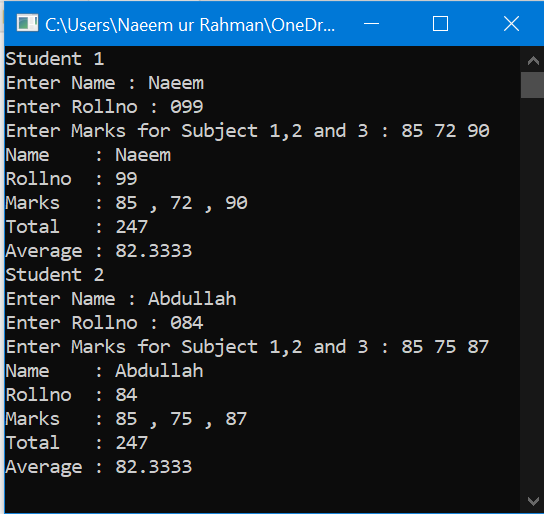 C:\Users\Naeem ur Rahman\OneDr...
Student 1
Enter Name : Naeem
Enter Rollno : 099
Enter Marks for Subject 1,2 and 3 : 85 72 90
Name    : Naeem
Rollno  : 99
Marks   : 85 , 72 , 90
Total   : 247
Average : 82.3333
Student 2
Enter Name : Abdullah
Enter Rollno : 084
Enter Marks for Subject 1,2 and 3 : 85 75 87
Name    : Abdullah
Rollno  : 84
Marks   : 85 , 75 , 87
Total   : 247
Average : 82.3333